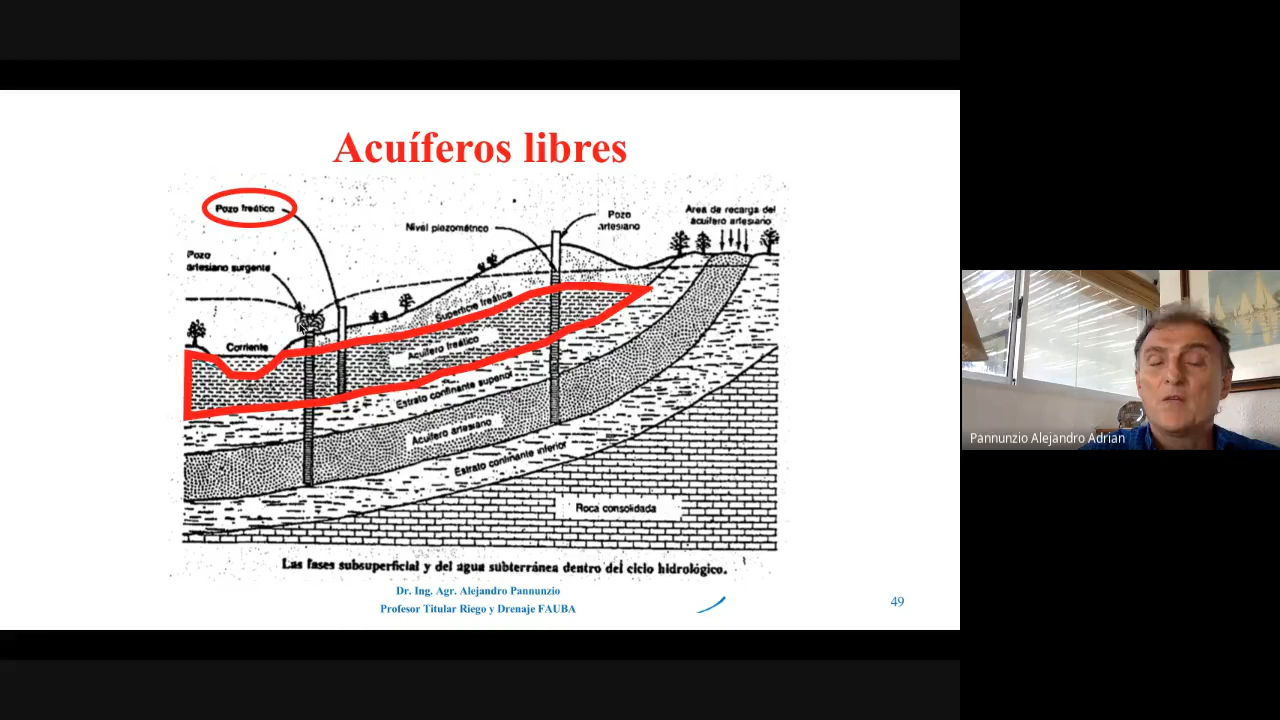 Acuíferos libres
Pozo freático
Pozo
artesiano surgente
Nivel piezométrico
Pozo
artesiano
Area de recarga del
acuífero artesiano
Superficie freática
Corriente
Acuífero freático
Estrato confinante superior
Acuífero artesiano
Estrato confinante inferior
Roca consolidada
Las fases subsuperficial y del agua subterránea dentro del ciclo hidrológico.
Dr. Ing. Agr. Alejandro Pannunzio
Profesor Titular Riego y Drenaje FAUBA
49
Pannunzio Alejandro Adrian